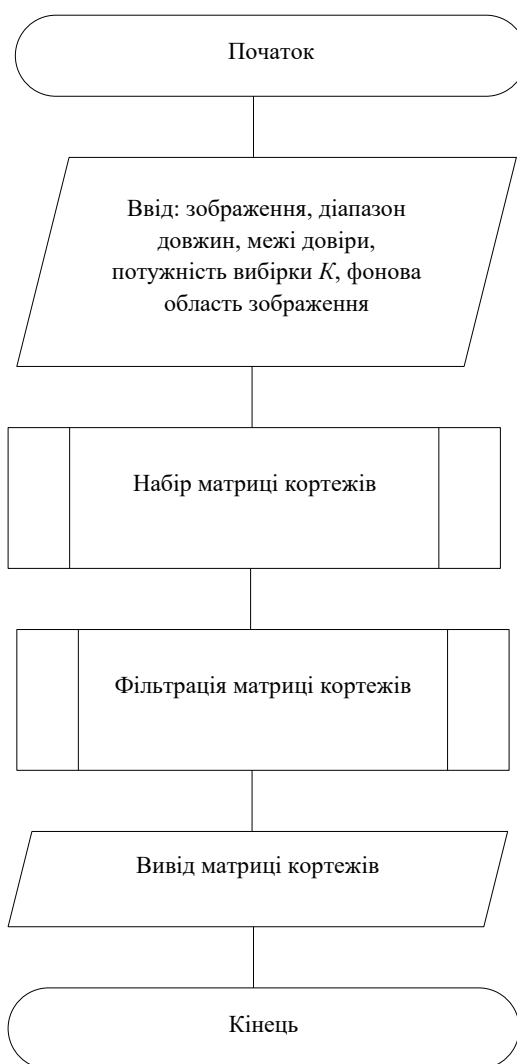 Початок
Ввід: зображення, діапазон
довжин, межі довіри,
потужність вибірки K, фонова
область зображення
Набір матриці кортежів
Фільтрація матриці кортежів
Вивід матриці кортежів
Кінець